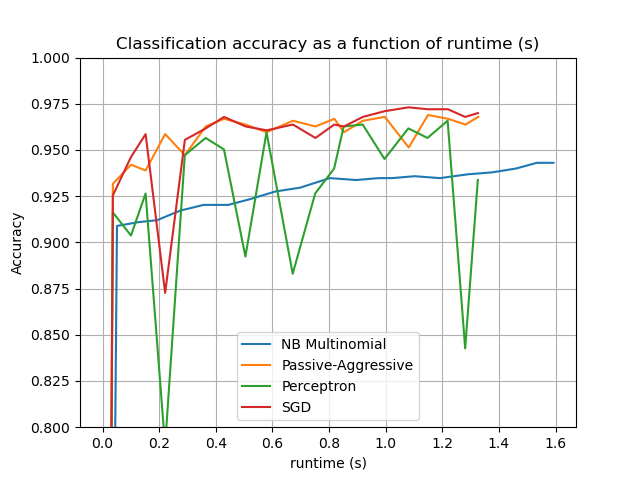 Classification accuracy as a function of runtime (s)
1.000
0.975
0.950
0.925
0.900
0.875
0.850
0.825
0.800
Accuracy
NB Multinomial
Passive-Aggressive
Perceptron
SGD
0.0 0.2 0.4 0.6 0.8 1.0 1.2 1.4 1.6
runtime (s)